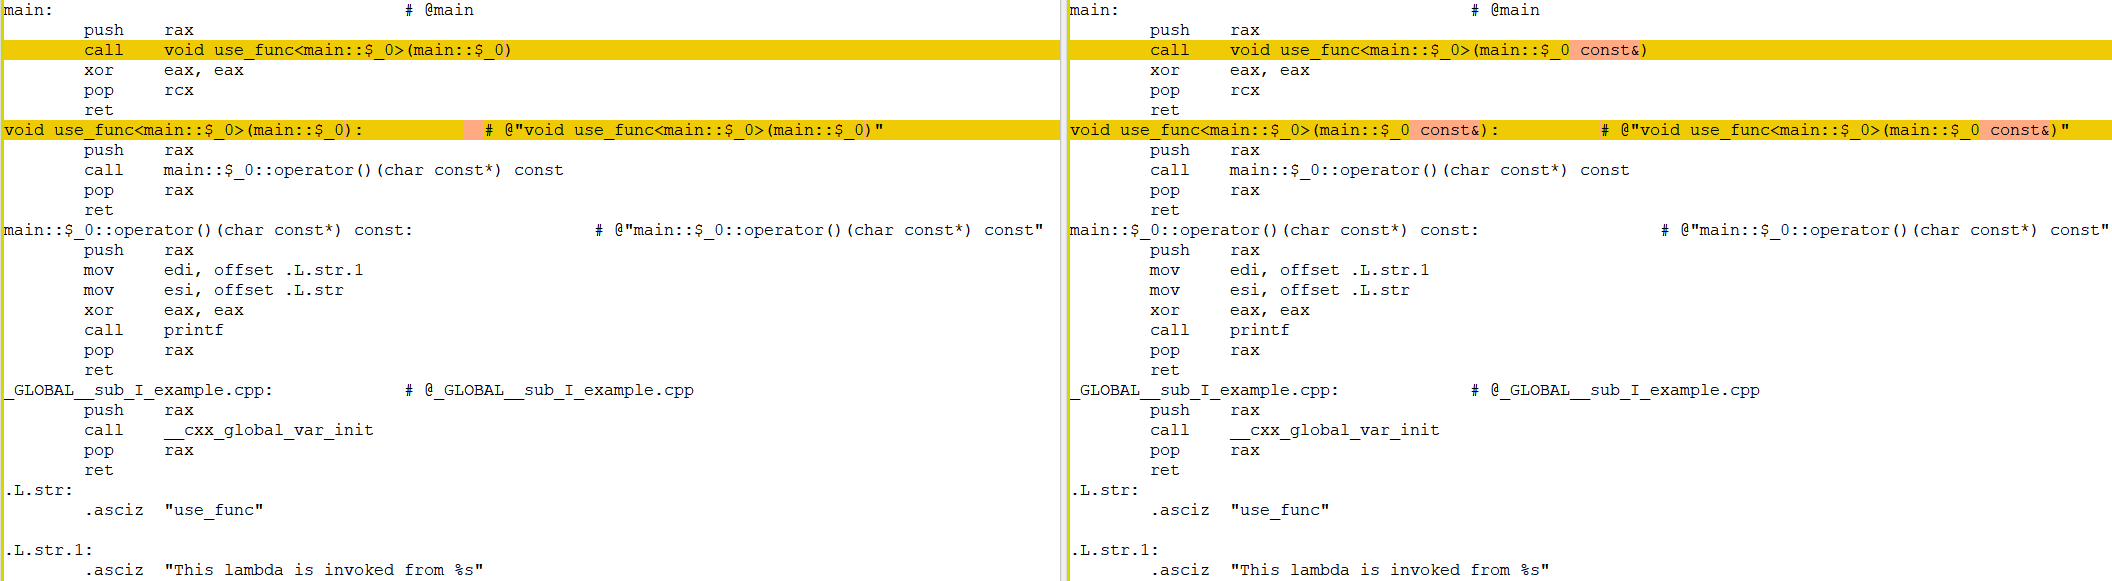 main:                                   # @main
        push    rax
        call    void use_func<main::$_0>(main::$_0)
        xor     eax, eax
        pop     rcx
        ret
void use_func<main::$_0>(main::$_0):            # @"void use_func<main::$_0>(main::$_0)"
        push    rax
        call    main::$_0::operator()(char const*) const
        pop     rax
        ret
main::$_0::operator()(char const*) const:                  # @"main::$_0::operator()(char const*) const"
        push    rax
        mov     edi, offset .L.str.1
        mov     esi, offset .L.str
        xor     eax, eax
        call    printf
        pop     rax
        ret
_GLOBAL__sub_I_example.cpp:             # @_GLOBAL__sub_I_example.cpp
        push    rax
        call    __cxx_global_var_init
        pop     rax
        ret
.L.str:
        .asciz  "use_func"

.L.str.1:
        .asciz  "This lambda is invoked from %s"
main:                                   # @main
        push    rax
        call    void use_func<main::$_0>(main::$_0 const&)
        xor     eax, eax
        pop     rcx
        ret
void use_func<main::$_0>(main::$_0 const&):          # @"void use_func<main::$_0>(main::$_0 const&)"
        push    rax
        call    main::$_0::operator()(char const*) const
        pop     rax
        ret
main::$_0::operator()(char const*) const:                  # @"main::$_0::operator()(char const*) const"
        push    rax
        mov     edi, offset .L.str.1
        mov     esi, offset .L.str
        xor     eax, eax
        call    printf
        pop     rax
        ret
_GLOBAL__sub_I_example.cpp:             # @_GLOBAL__sub_I_example.cpp
        push    rax
        call    __cxx_global_var_init
        pop     rax
        ret
.L.str:
        .asciz  "use_func"

.L.str.1:
        .asciz  "This lambda is invoked from %s"